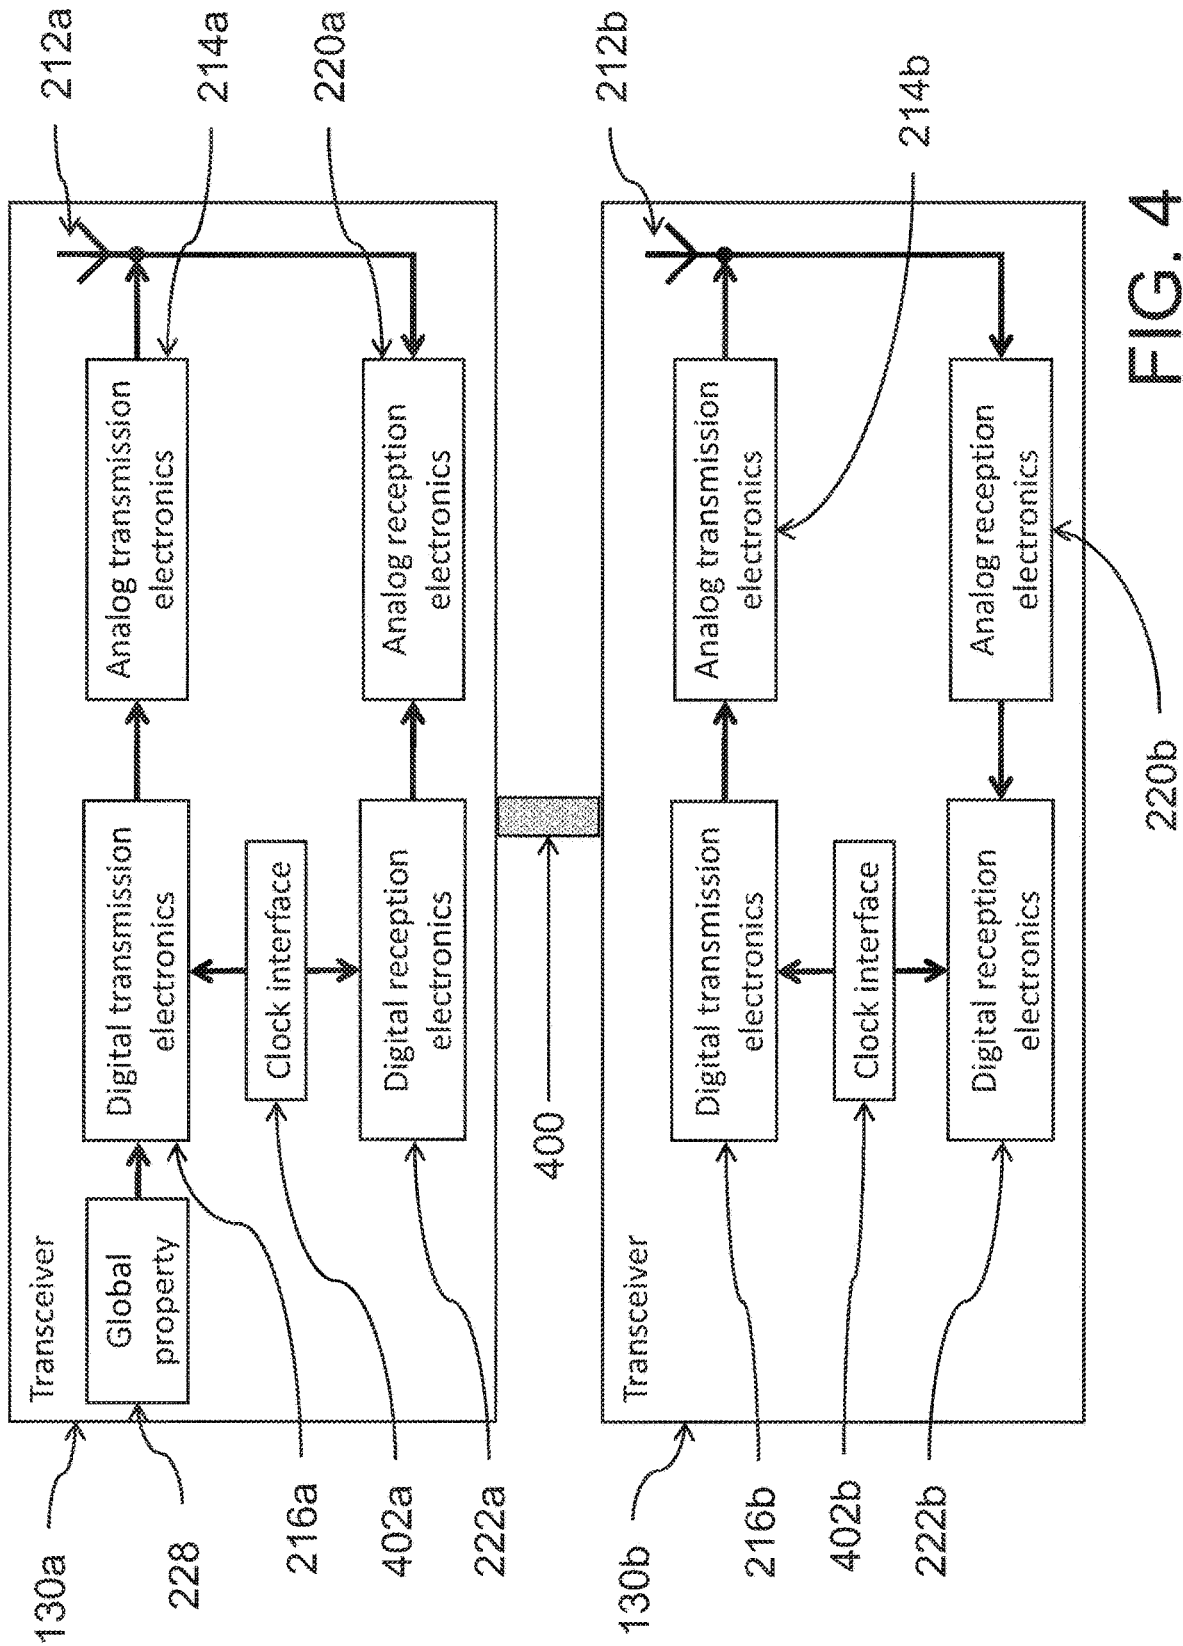 212a
214a
220a
Transceiver
Global
property
Digital transmission
electronics
Analog transmission
electronics
Clock interface
Digital reception
electronics
Analog reception
electronics
130a
228
216a
402a
222a
400
212b
214b
Transceiver
Digital transmission
electronics
Analog transmission
electronics
Clock interface
Digital reception
electronics
Analog reception
electronics
130b
216b
402b
222b
220b
FIG. 4